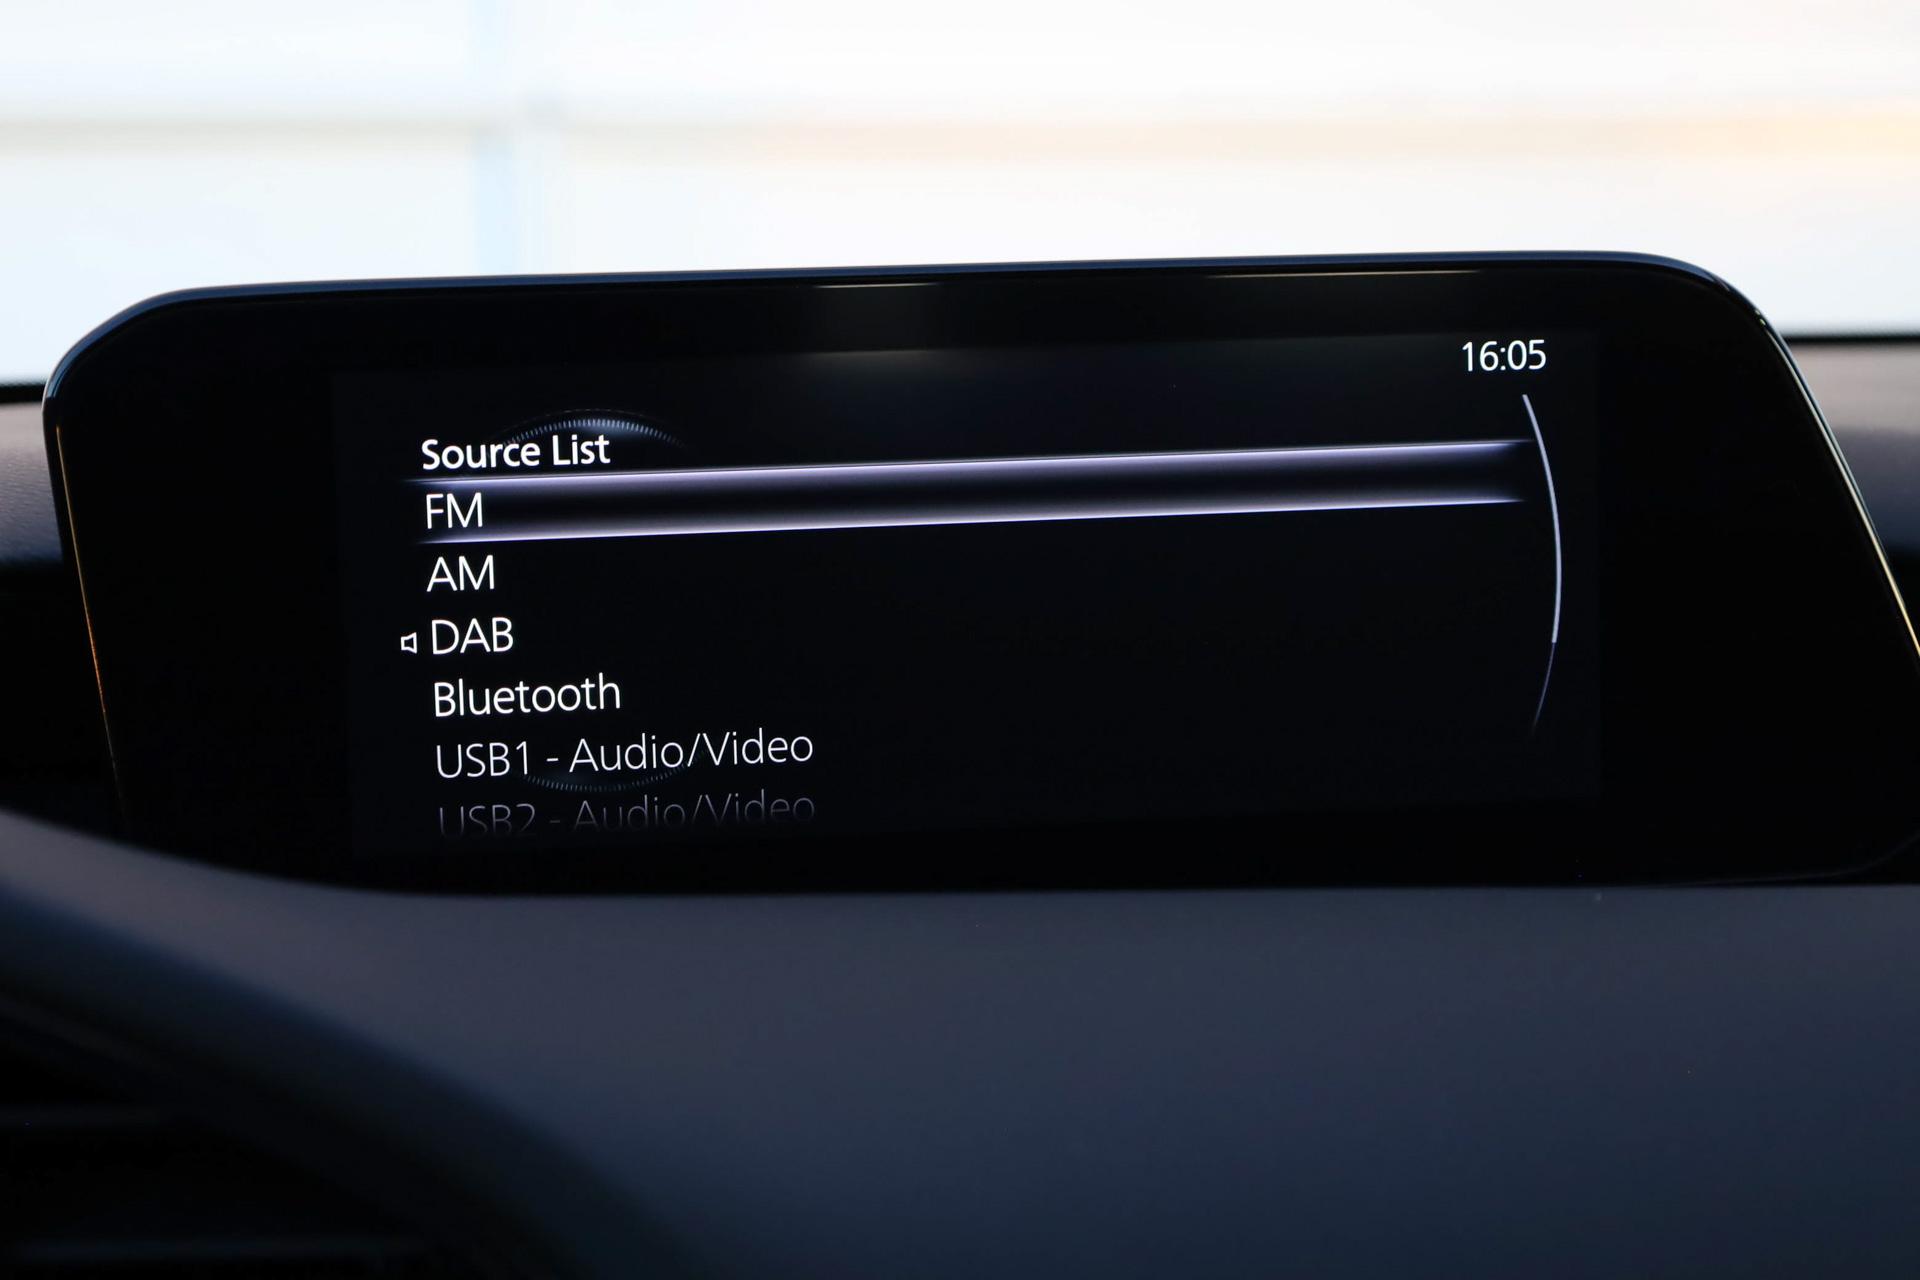 16:05
Source List
FM
AM
DAB
Bluetooth
USB1 - Audio/Video
USB2 - Audio/Video